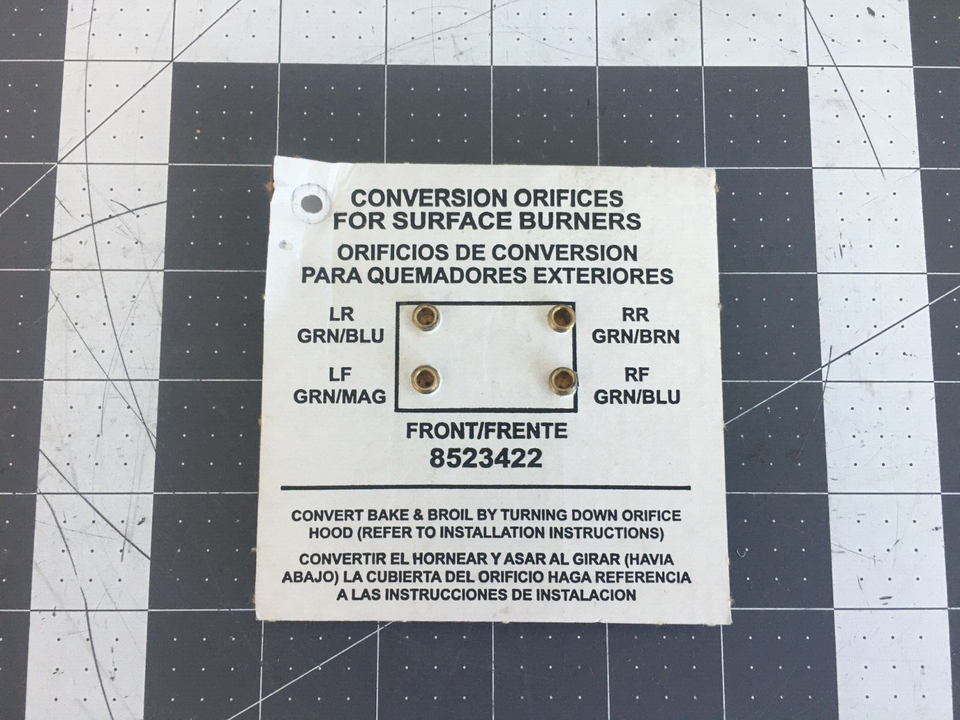 CONVERSION ORIFICES
FOR SURFACE BURNERS
ORIFICIOS DE CONVERSION
PARA QUEMADORES EXTERIORES
LR
GRN/BLU
RR
GRN/BRN
LF
GRN/MAG
RF
GRN/BLU
FRONT/FRENTE
8523422
CONVERT BAKE & BROIL BY TURNING DOWN ORIFICE
HOOD (REFER TO INSTALLATION INSTRUCTIONS)
CONVERTIR EL HORNEAR Y ASAR AL GIRAR (HAVIA
ABAJO) LA CUBIERTA DEL ORIFICIO HAGA REFERENCIA
A LAS INSTRUCCIONES DE INSTALACION